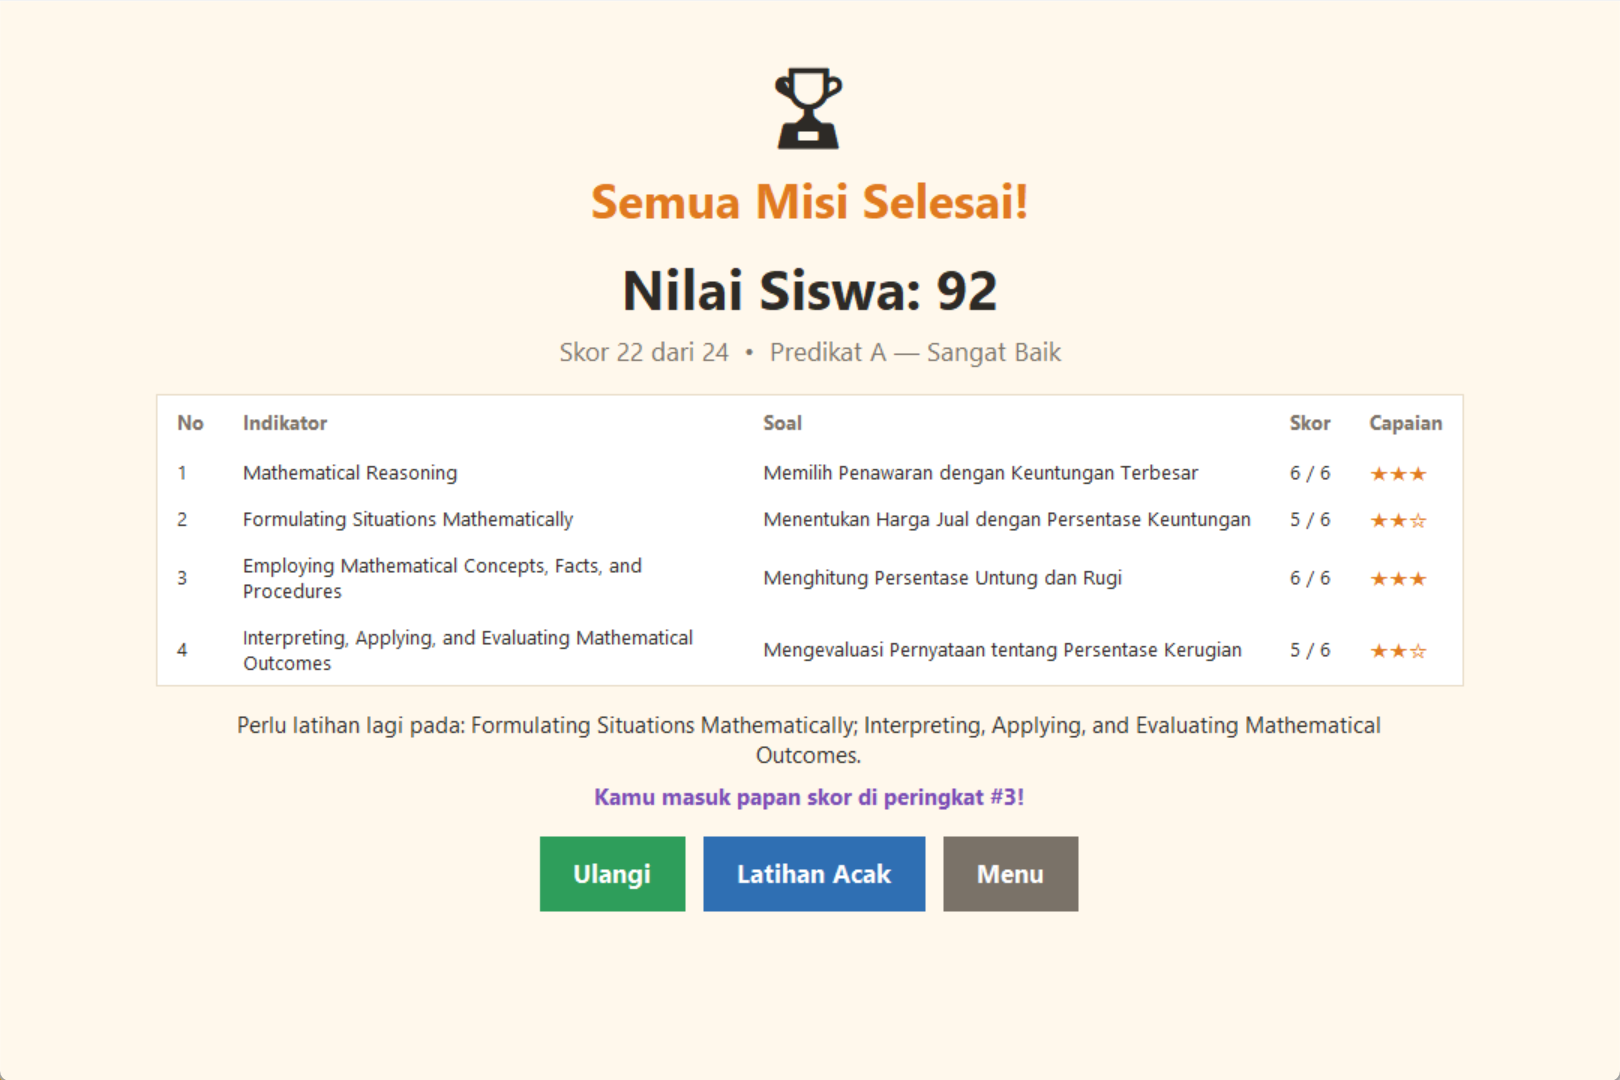 Semua Misi Selesai!
Nilai Siswa: 92
Skor 22 dari 24 • Predikat A — Sangat Baik
No Indikator Soal Skor Capaian
1 Mathematical Reasoning Memilih Penawaran dengan Keuntungan Terbesar 6 / 6 ★★★
2 Formulating Situations Mathematically Menentukan Harga Jual dengan Persentase Keuntungan 5 / 6 ★★☆
3 Employing Mathematical Concepts, Facts, and
Procedures Menghitung Persentase Untung dan Rugi 6 / 6 ★★★
4 Interpreting, Applying, and Evaluating Mathematical
Outcomes Mengevaluasi Pernyataan tentang Persentase Kerugian 5 / 6 ★★☆
Perlu latihan lagi pada: Formulating Situations Mathematically; Interpreting, Applying, and Evaluating Mathematical
Outcomes.
Kamu masuk papan skor di peringkat #3!
Ulangi Latihan Acak Menu